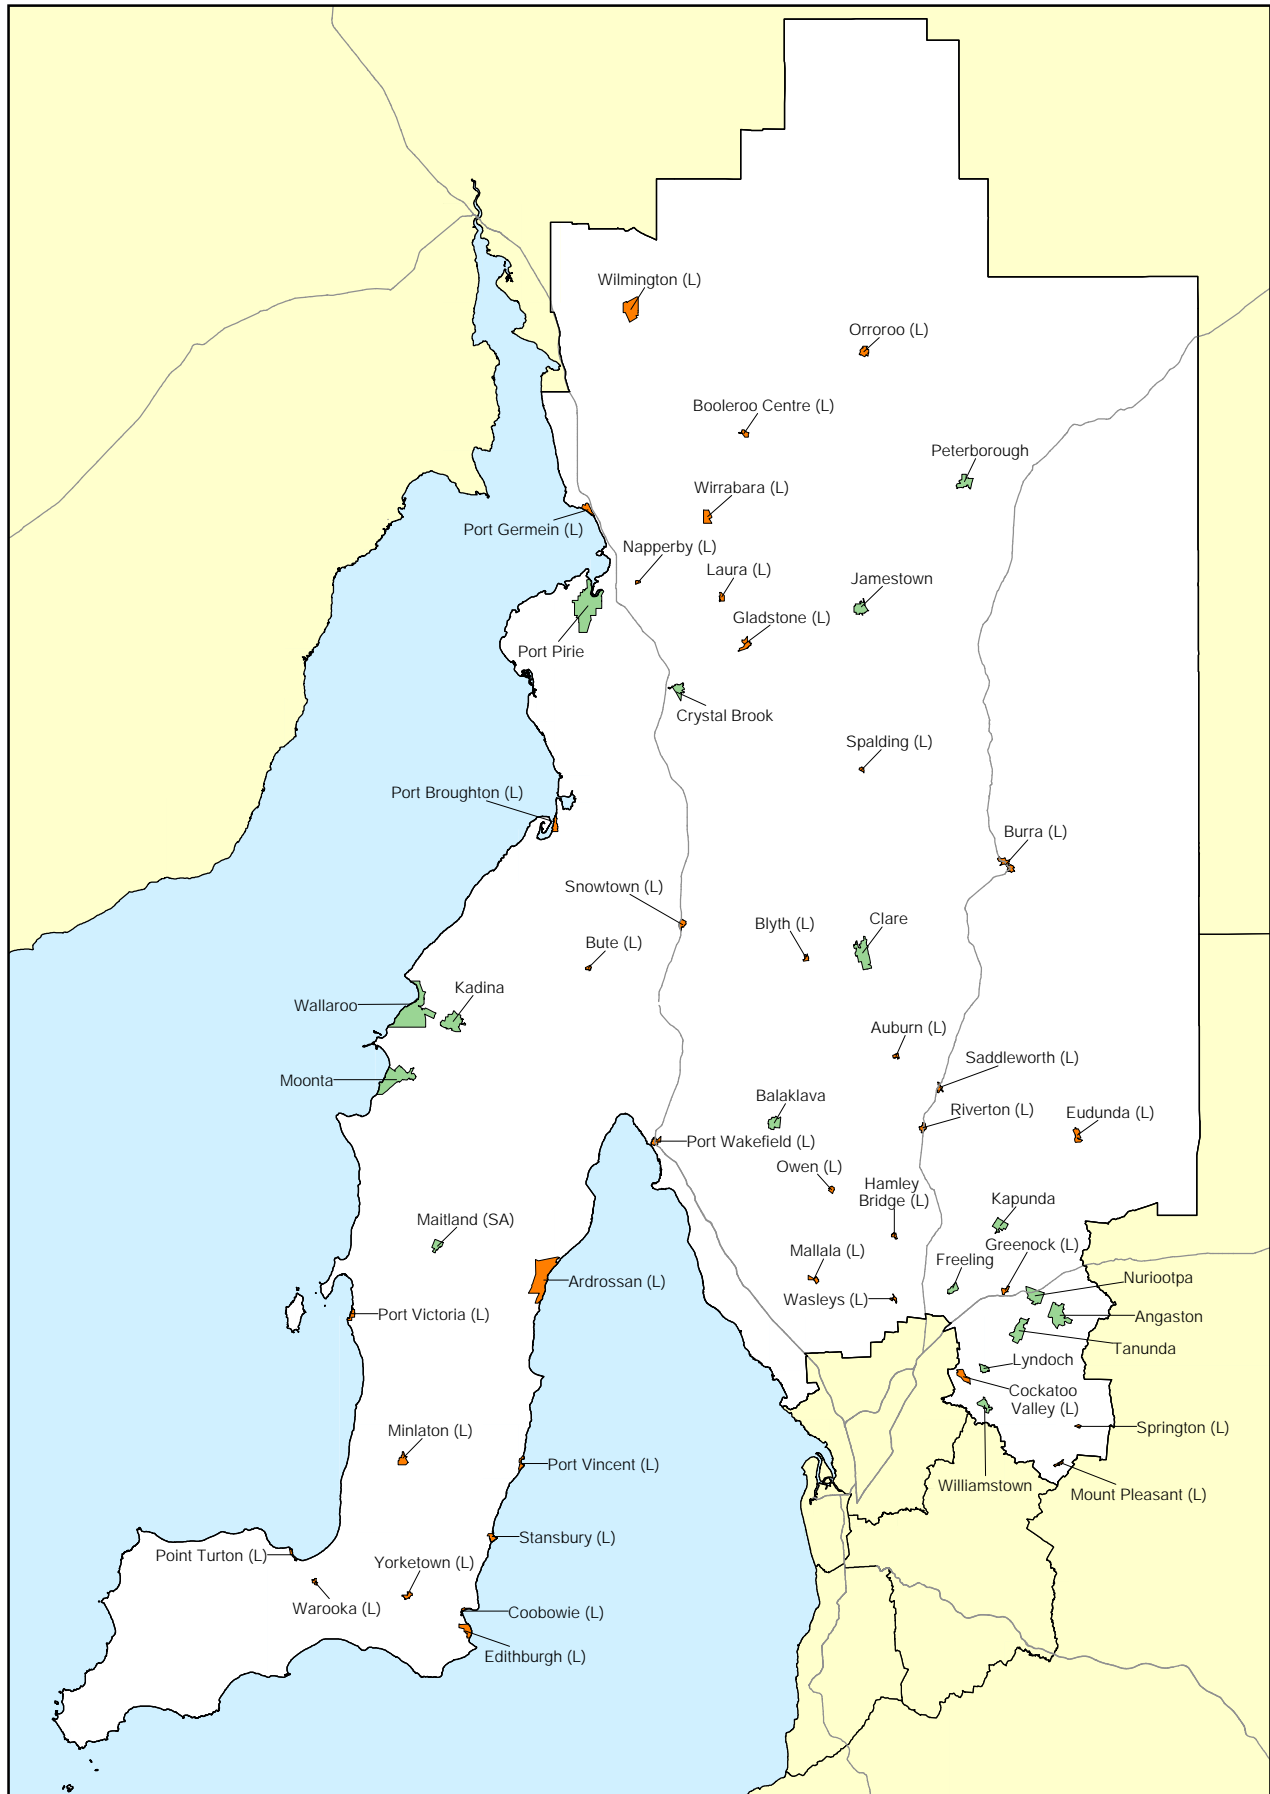 Wilmington (L)
Orroroo (L)
Booleroo Centre (L)
Peterborough
Wirrabara (L)
Port Germein (L)
Napperby (L)
Laura (L)
Jamestown
Gladstone (L)
Port Pirie
Crystal Brook
Spalding (L)
Port Broughton (L)
Burra (L)
Snowtown (L)
Blyth (L)
Clare
Bute (L)
Kadina
Wallaroo
Auburn (L)
Saddleworth (L)
Moonta
Balaklava
Riverton (L)
Eudunda (L)
Port Wakefield (L)
Owen (L)
Hamley
Bridge (L)
Kapunda
Maitland (SA)
Mallala (L)
Freeling
Greenock (L)
Nuriootpa
Ardrossan (L)
Wasleys (L)
Port Victoria (L)
Angaston
Tanunda
Lyndoch
Cockatoo
Valley (L)
Minlaton (L)
Springton (L)
Port Vincent (L)
Williamstown
Mount Pleasant (L)
Stansbury (L)
Point Turton (L)
Yorketown (L)
Warooka (L)
Coobowie (L)
Edithburgh (L)